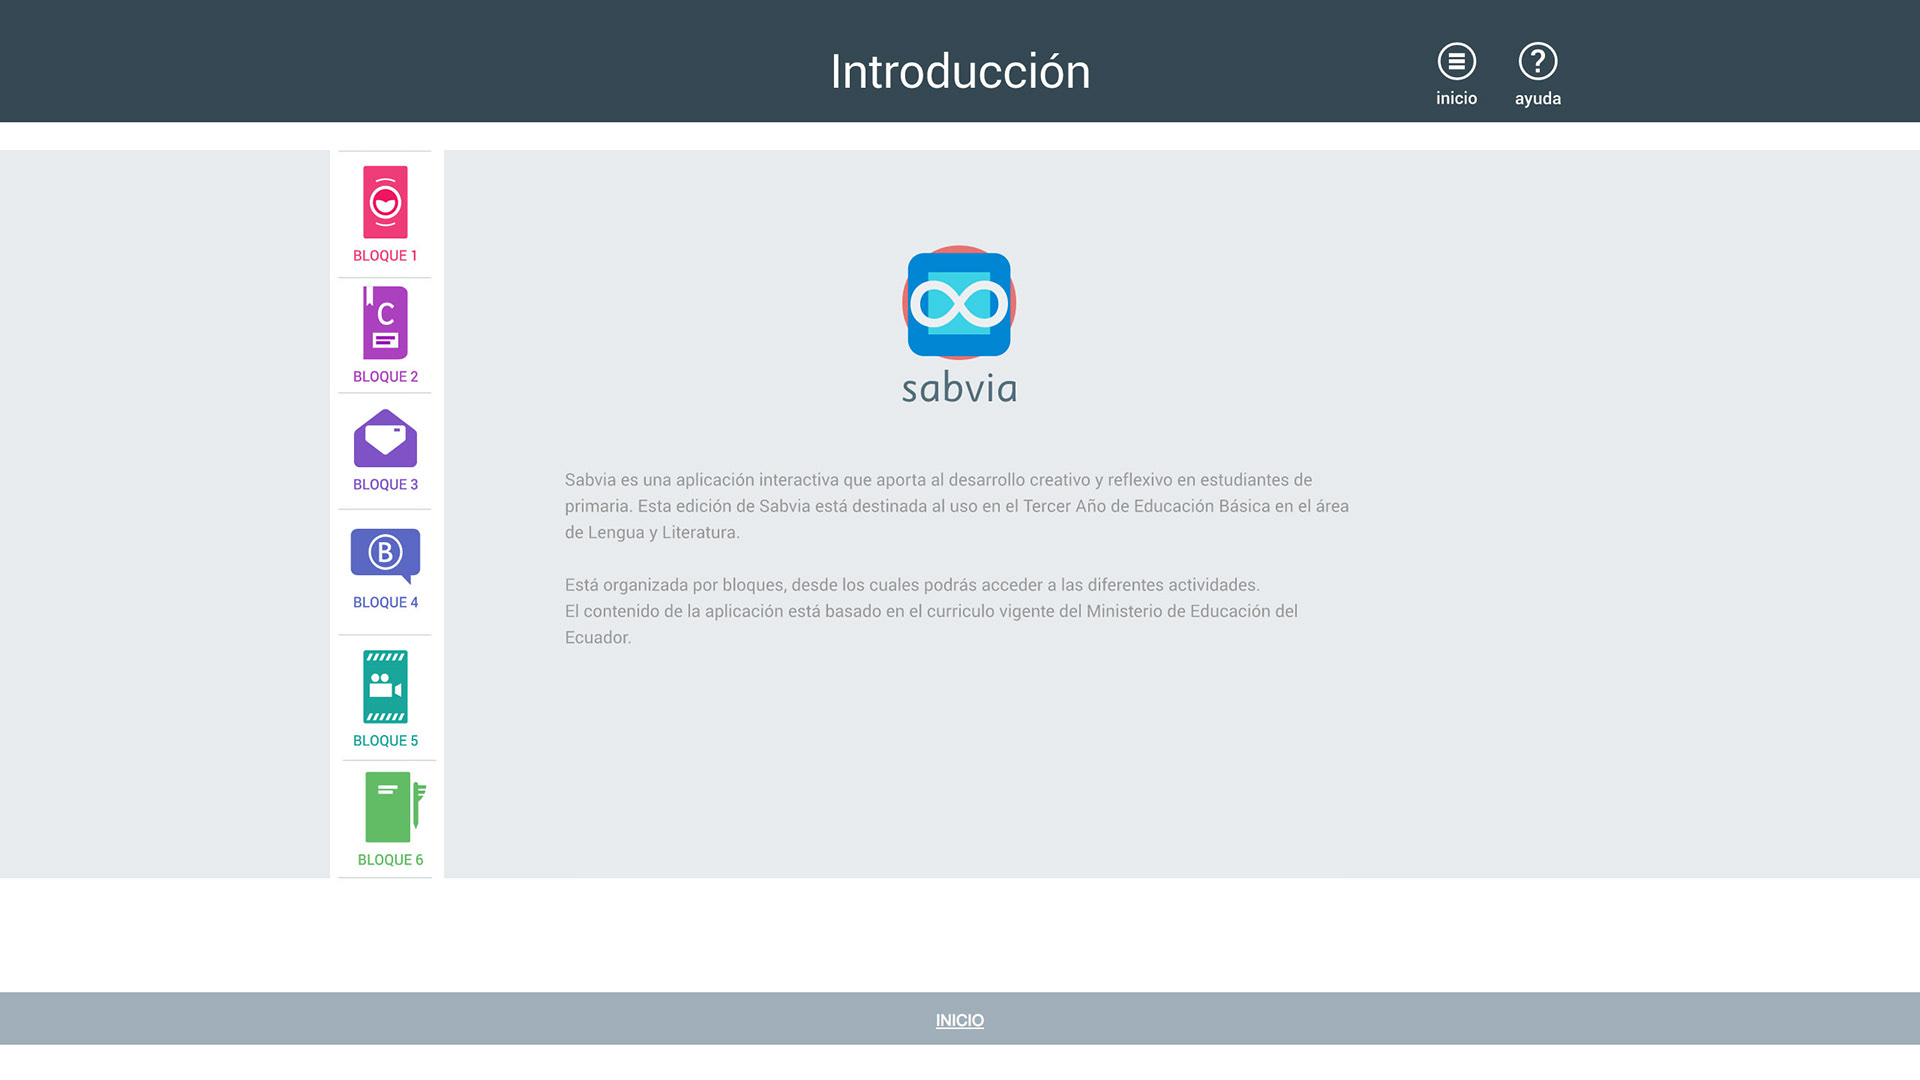 Introducción
inicio
ayuda
BLOQUE 1
C
BLOQUE 2
BLOQUE 3
B
BLOQUE 4
BLOQUE 5
BLOQUE 6
sabvia
Sabvia es una aplicación interactiva que aporta al desarrollo creativo y reflexivo en estudiantes de
primaria. Esta edición de Sabvia está destinada al uso en el Tercer Año de Educación Básica en el área
de Lengua y Literatura.
Está organizada por bloques, desde los cuales podrás acceder a las diferentes actividades.
El contenido de la aplicación está basado en el curriculo vigente del Ministerio de Educación del
Ecuador.
INICIO